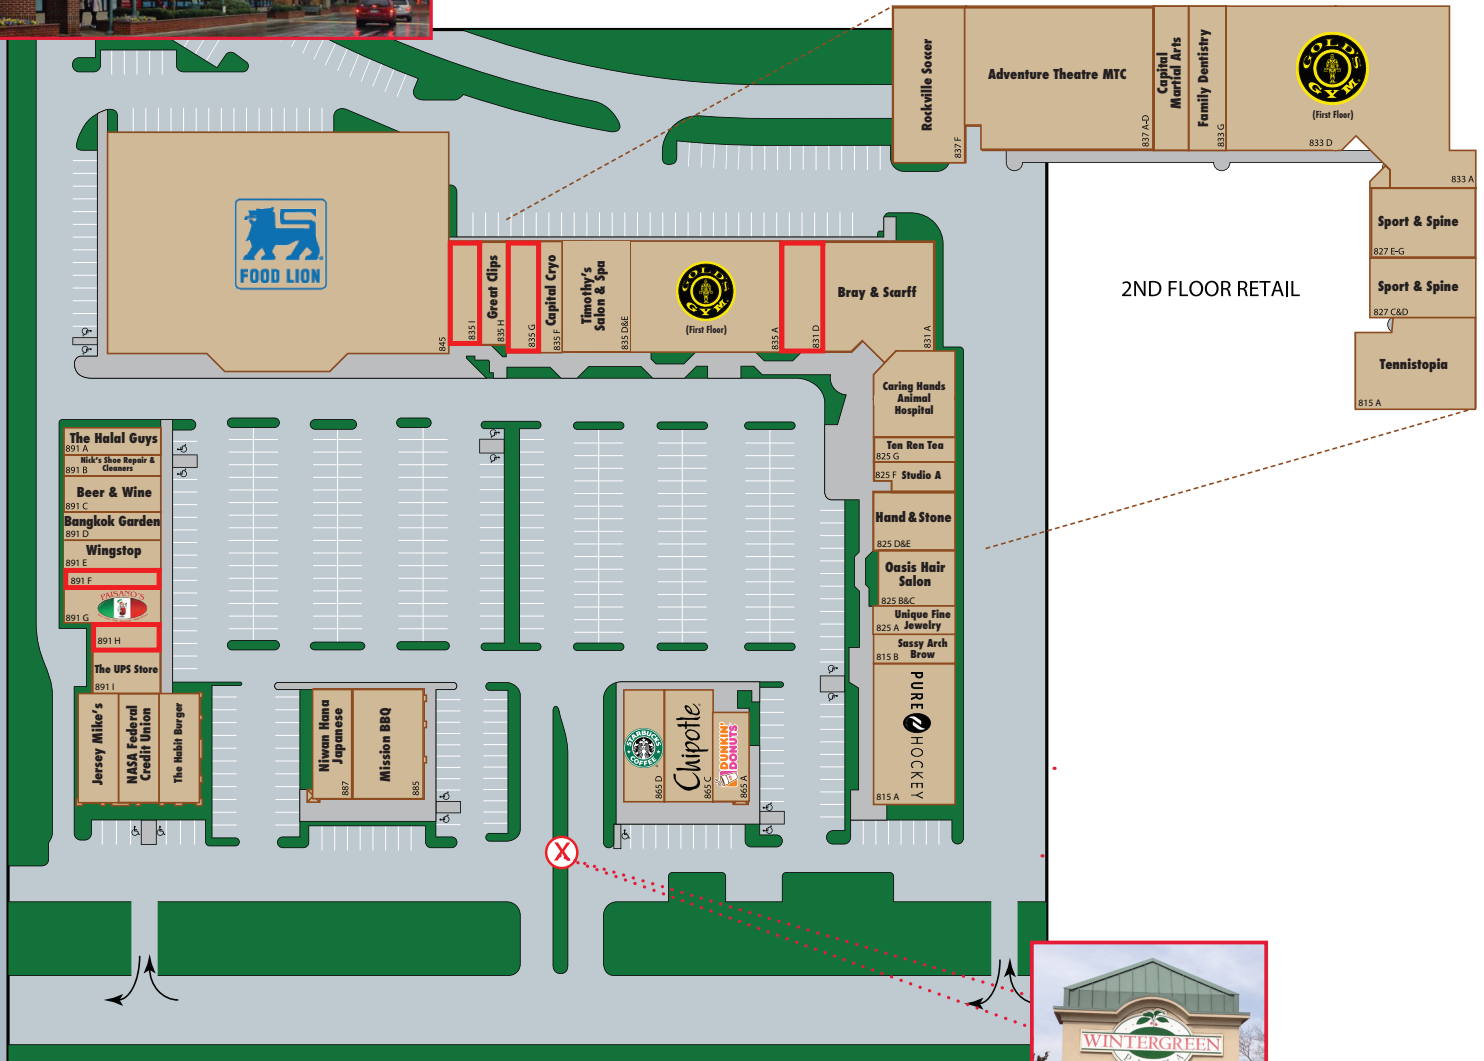 Rockville Soccer
837 F
Adventure Theatre MTC
837 A-D
Capital
Martial Arts
Family Dentistry
833 G
GOLD'S
GYM
(First Floor)
833 D
833 A
Sport & Spine
827 E-G
Sport & Spine
827 C&D
Tennistopia
815 A
2ND FLOOR RETAIL
FOOD LION
845
835 I
Great Clips
835 H
835 G
Capital Cryo
835 F
Timothy's
Salon & Spa
835 D&E
GOLD'S
GYM
(First Floor)
835 A
831 D
Bray & Scarff
831 A
Caring Hands
Animal
Hospital
Ten Ren Tea
825 G
825 F Studio A
Hand & Stone
825 D&E
Oasis Hair
Salon
825 B&C
Unique Fine
825 A Jewelry
Sassy Arch
815 B Brow
PURE HOCKEY
815 A
The Halal Guys
891 A
Nick's Shoe Repair &
891 B Cleaners
Beer & Wine
891 C
Bangkok Garden
891 D
Wingstop
891 E
891 F
PAISANO'S
891 G
891 H
The UPS Store
891 I
Jersey Mike's
NASA Federal
Credit Union
The Habit Burger
Niwan Hana
Japanese
887
Mission BBQ
885
STARBUCKS
COFFEE
865 D
Chipotle
865 C
DUNKIN'
DONUTS
865 A
X
WINTERGREEN